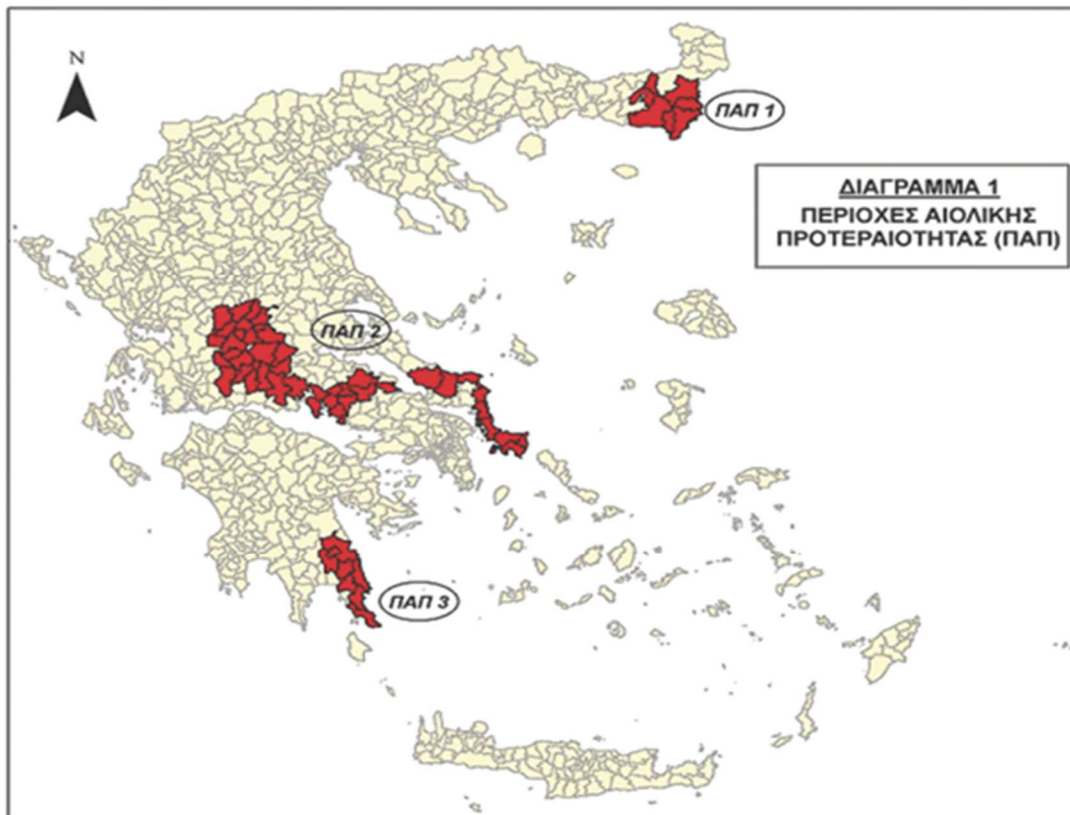 N
ΠΑΠ 1
ΔΙΑΓΡΑΜΜΑ 1
ΠΕΡΙΟΧΕΣ ΑΙΟΛΙΚΗΣ
ΠΡΟΤΕΡΑΙΟΤΗΤΑΣ (ΠΑΠ)
ΠΑΠ 2
ΠΑΠ 3